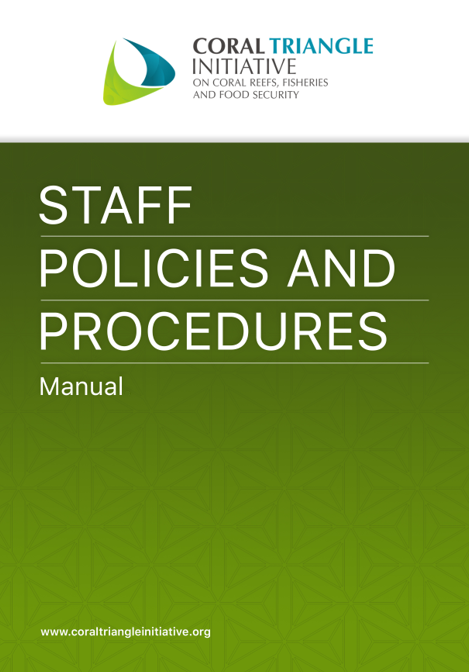 CORAL TRIANGLE
INITIATIVE
ON CORAL REEFS, FISHERIES
AND FOOD SECURITY
STAFF
POLICIES AND
PROCEDURES
Manual
www.coraltriangleinitiative.org